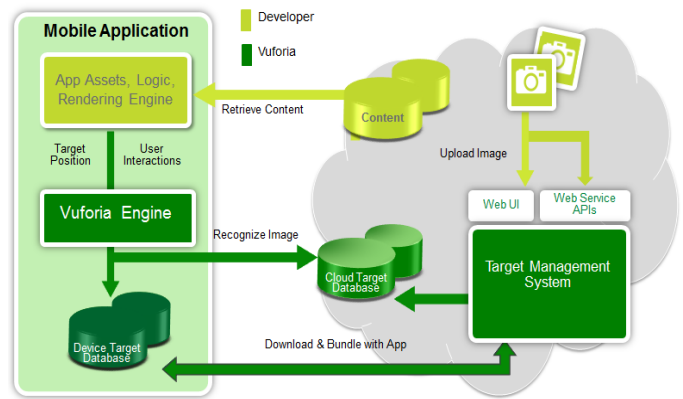 Developer
Vuforia
Mobile Application
App Assets, Logic,
Rendering Engine
Retrieve Content
Content
Target
Position
User
Interactions
Upload Image
Web UI
Web Service
APIs
Vuforia Engine
Recognize Image
Cloud Target
Database
Target Management
System
Device Target
Database
Download & Bundle with App